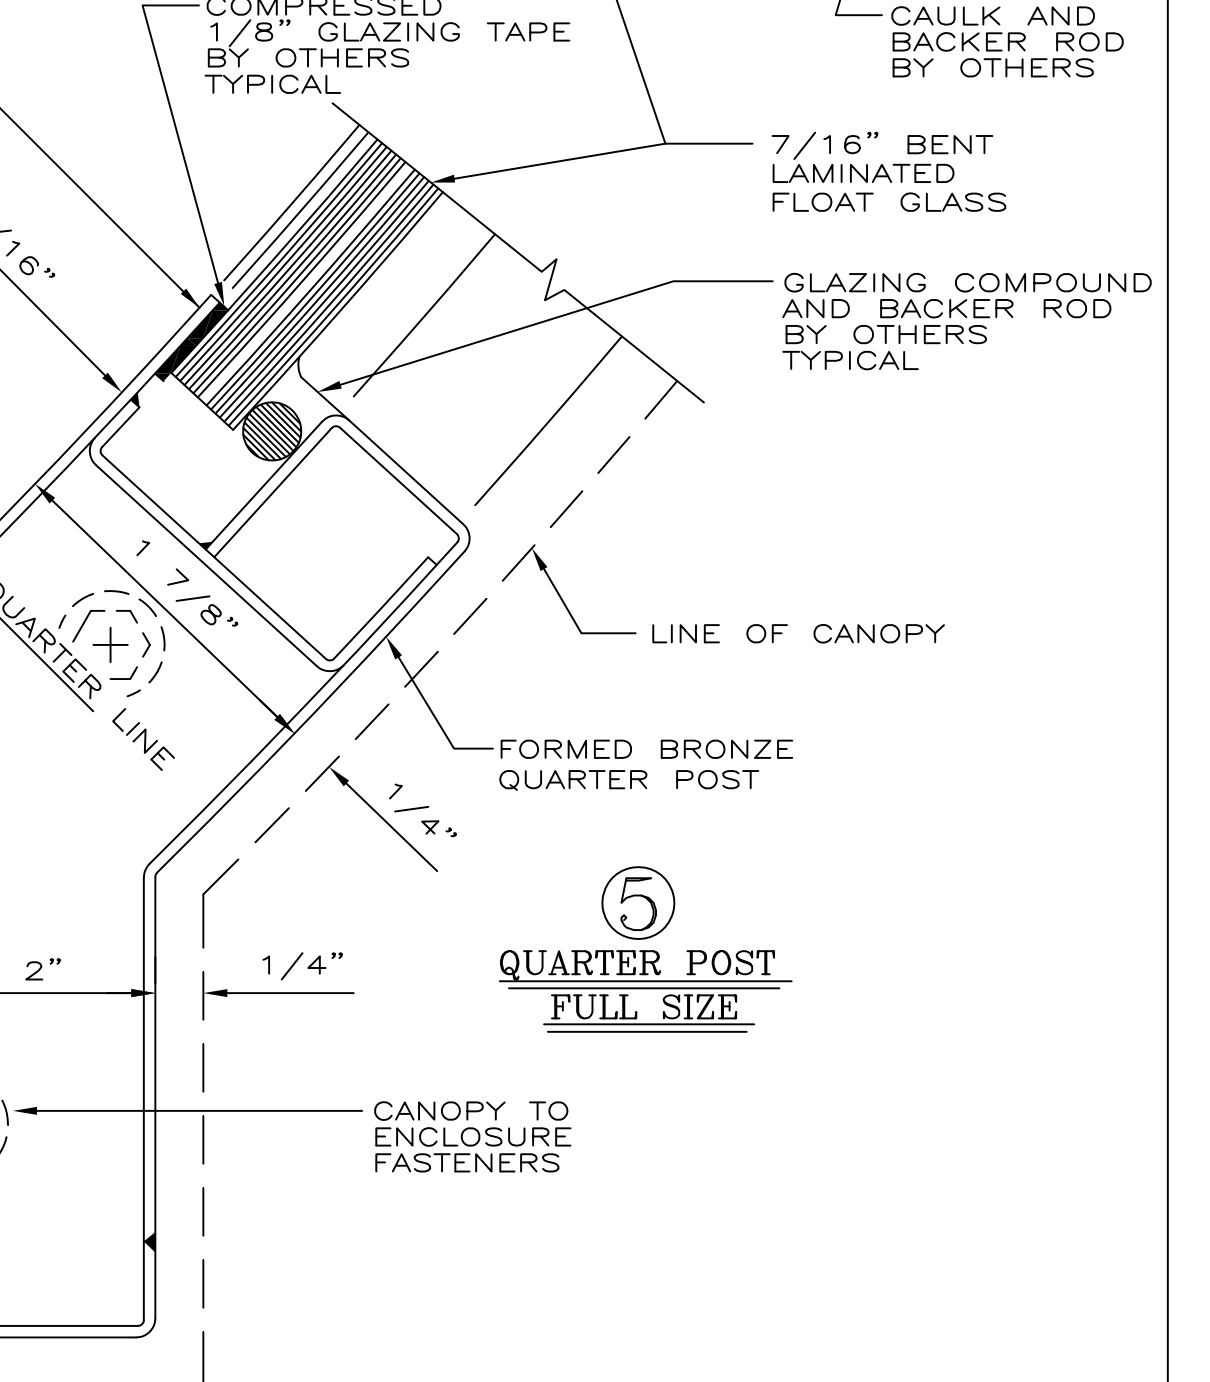 COMPRESSED
1/8” GLAZING TAPE
BY OTHERS
TYPICAL
CAULK AND
BACKER ROD
BY OTHERS
7/16” BENT
LAMINATED
FLOAT GLASS
/16”
GLAZING COMPOUND
AND BACKER ROD
BY OTHERS
TYPICAL
1 7/8”
QUARTER LINE
LINE OF CANOPY
FORMED BRONZE
QUARTER POST
1/4”
5
QUARTER POST
FULL SIZE
2”
1/4”
CANOPY TO
ENCLOSURE
FASTENERS